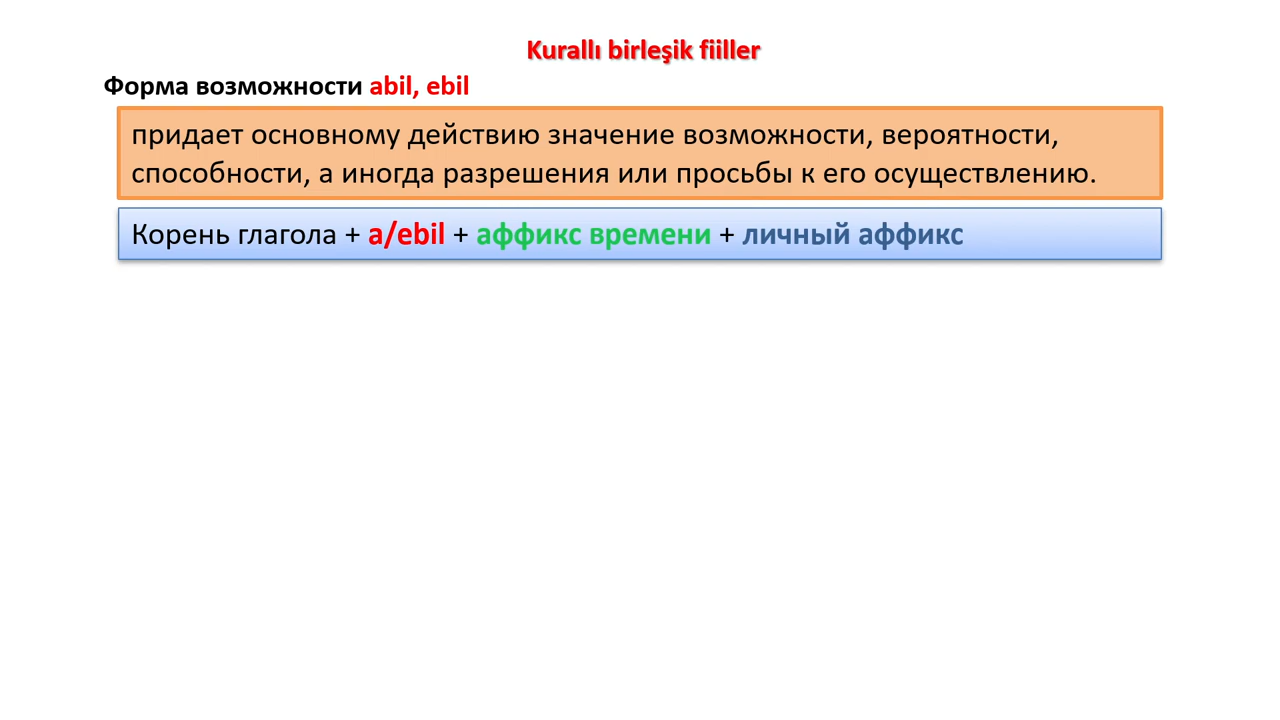 Kurallı birleşik fiiller
Форма возможности abil, ebil
придает основному действию значение возможности, вероятности,
способности, а иногда разрешения или просьбы к его осуществлению.
Корень глагола + a/ebil + аффикс времени + личный аффикс